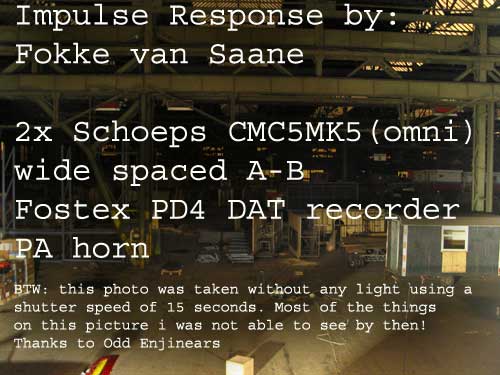 Impulse Response by:
Fokke van Saane
2x Schoeps CMC5MK5(omni)
wide spaced A-B
Fostex PD4 DAT recorder
PA horn
BTW: this photo was taken without any light using a
shutter speed of 15 seconds. Most of the things
on this picture i was not able to see by then!
Thanks to Odd Enjinears